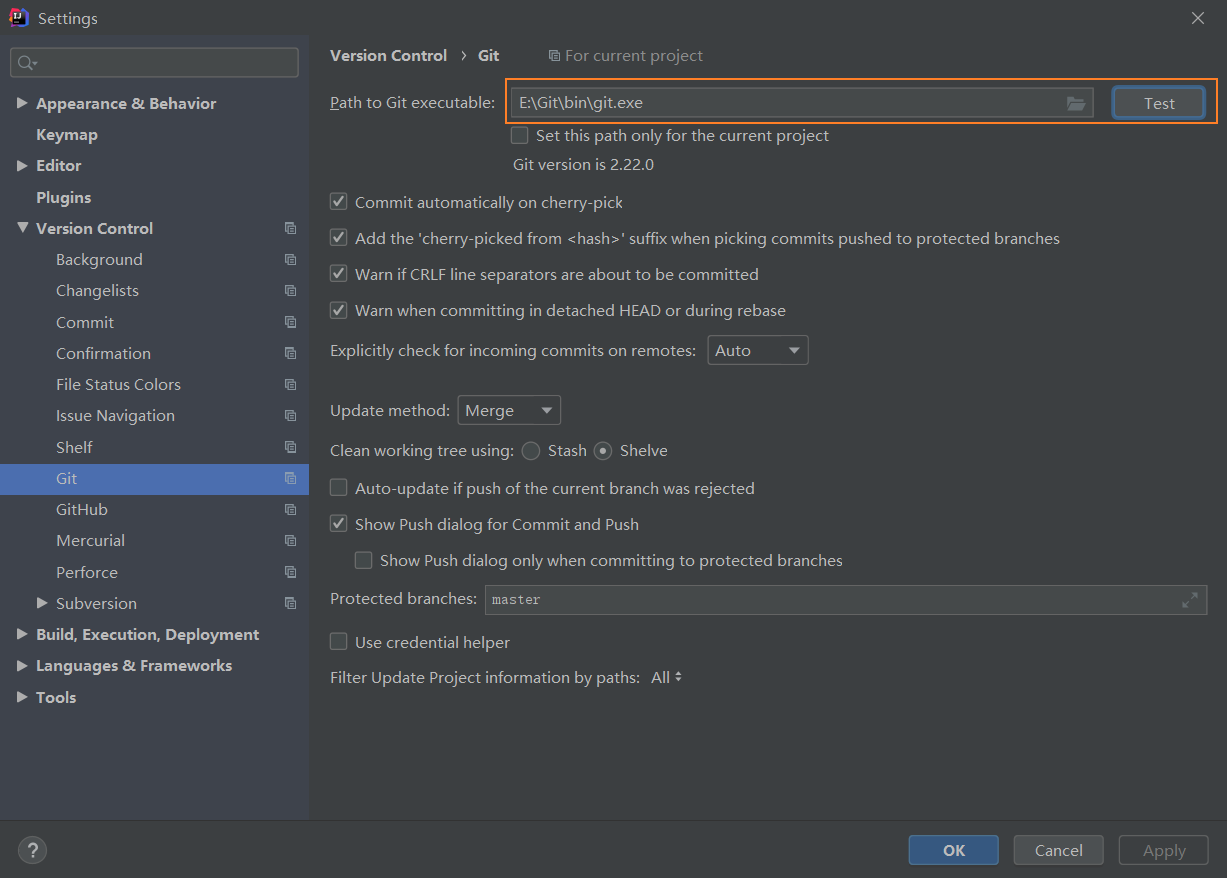 Settings
Version Control › Git For current project
Path to Git executable: E:\Git\bin\git.exe Test
Set this path only for the current project
Git version is 2.22.0
Commit automatically on cherry-pick
Add the 'cherry-picked from <hash>' suffix when picking commits pushed to protected branches
Warn if CRLF line separators are about to be committed
Warn when committing in detached HEAD or during rebase
Explicitly check for incoming commits on remotes: Auto
Update method: Merge
Clean working tree using: Stash Shelve
Auto-update if push of the current branch was rejected
Show Push dialog for Commit and Push
Show Push dialog only when committing to protected branches
Protected branches: master
Use credential helper
Filter Update Project information by paths: All
Appearance & Behavior
Keymap
Editor
Plugins
Version Control
Background
Changelists
Commit
Confirmation
File Status Colors
Issue Navigation
Shelf
Git
GitHub
Mercurial
Perforce
Subversion
Build, Execution, Deployment
Languages & Frameworks
Tools
? OK Cancel Apply